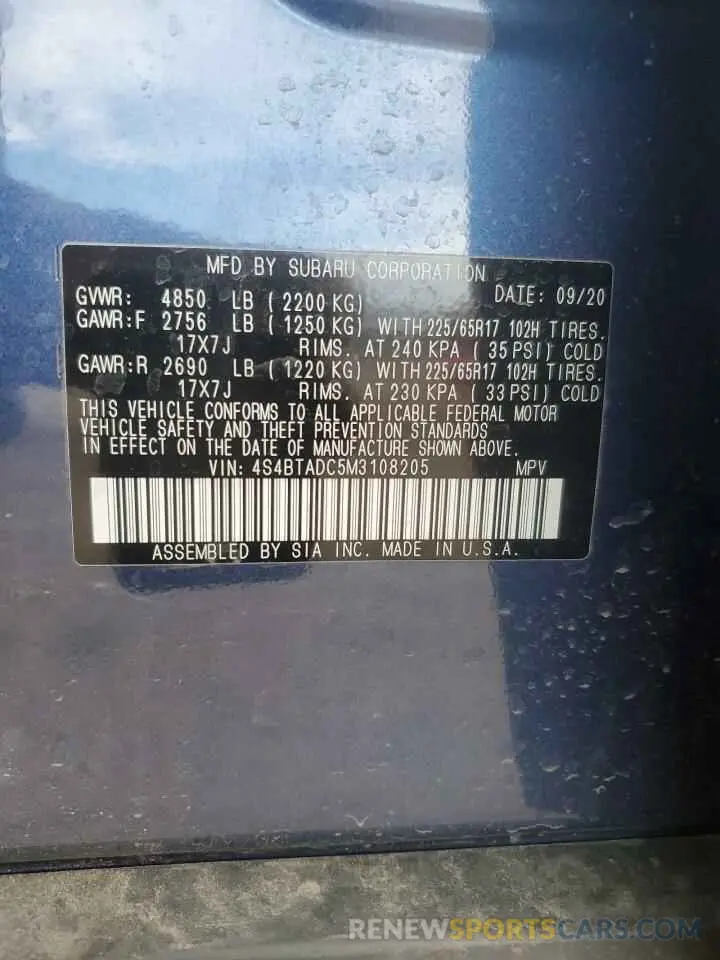 MFD BY SUBARU CORPORATION
GVWR: 4850 LB (2200 KG) DATE: 09/20
GAWR:F 2756 LB (1250 KG) WITH 225/65R17 102H TIRES.
17X7J RIMS. AT 240 KPA (35 PSI) COLD
GAWR:R 2690 LB (1220 KG) WITH 225/65R17 102H TIRES.
17X7J RIMS. AT 230 KPA (33 PSI) COLD
THIS VEHICLE CONFORMS TO ALL APPLICABLE FEDERAL MOTOR
VEHICLE SAFETY AND THEFT PREVENTION STANDARDS
IN EFFECT ON THE DATE OF MANUFACTURE SHOWN ABOVE.
VIN: 4S4BTADC5M3108205 MPV
ASSEMBLED BY SIA INC. MADE IN U.S.A.
RENEWSPORTSCARS.COM